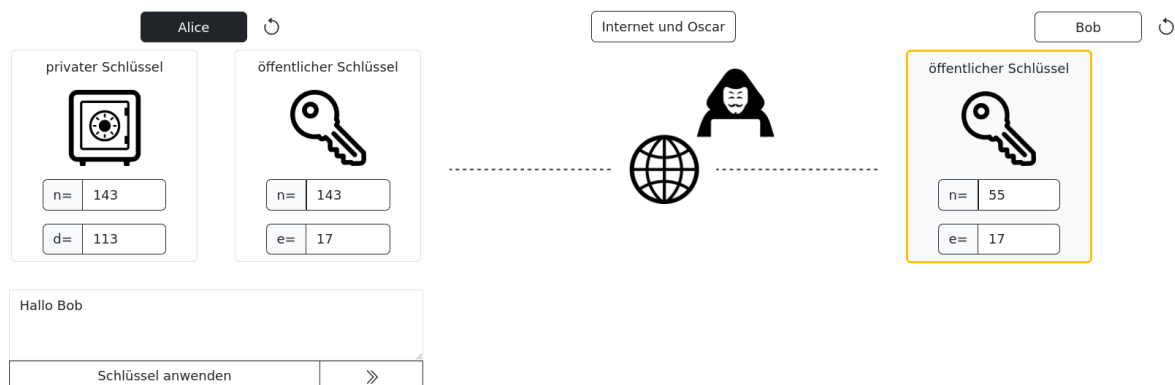 Alice
Internet und Oscar
Bob
privater Schlüssel
öffentlicher Schlüssel
öffentlicher Schlüssel
n= 143
n= 143
n= 55
d= 113
e= 17
e= 17
Hallo Bob
Schlüssel anwenden